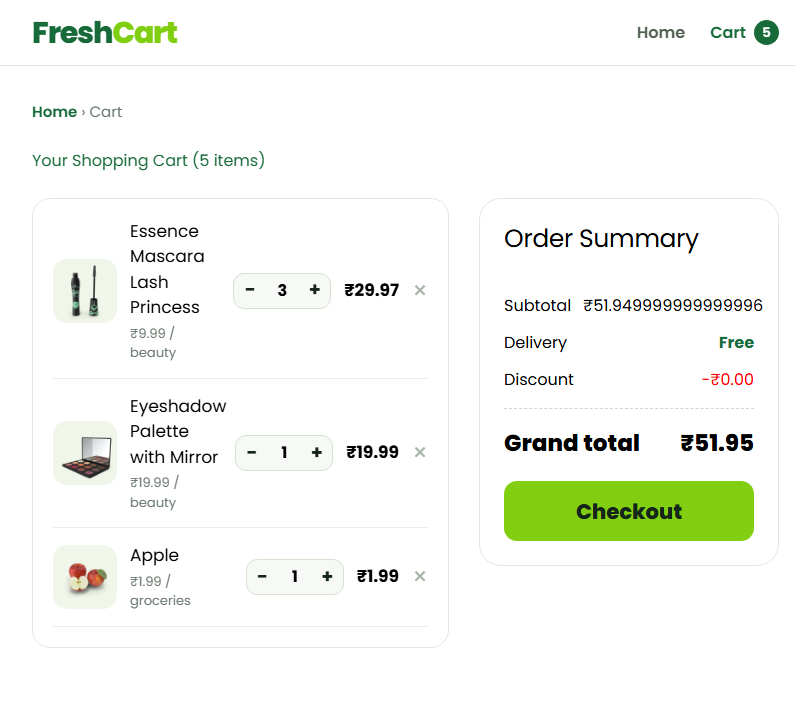 FreshCart
Home Cart 5
Home › Cart
Your Shopping Cart (5 items)
Essence
Mascara
Lash
Princess
₹9.99 /
beauty
− 3 + ₹29.97 ×
Eyeshadow
Palette
with Mirror
₹19.99 /
beauty
− 1 + ₹19.99 ×
Apple
₹1.99 /
groceries
− 1 + ₹1.99 ×
Order Summary
Subtotal ₹51.949999999999996
Delivery Free
Discount -₹0.00
Grand total ₹51.95
Checkout